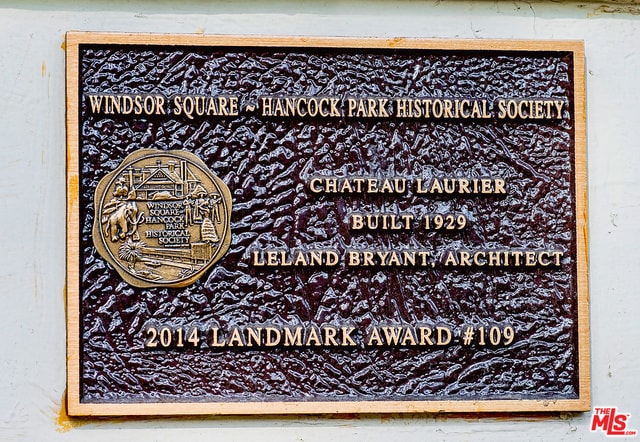 WINDSOR SQUARE ~ HANCOCK PARK HISTORICAL SOCIETY
WINDSOR
SQUARE-
HANCOCK
PARK
HISTORICAL
SOCIETY
CHATEAU LAURIER
BUILT 1929
LELAND BRYANT, ARCHITECT
2014 LANDMARK AWARD #109
THE
MLS
.COM